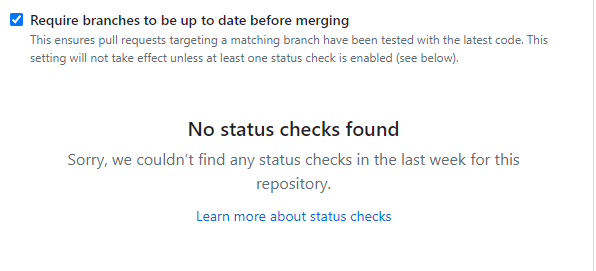 Require branches to be up to date before merging
This ensures pull requests targeting a matching branch have been tested with the latest code. This
setting will not take effect unless at least one status check is enabled (see below).
No status checks found
Sorry, we couldn’t find any status checks in the last week for this
repository.
Learn more about status checks